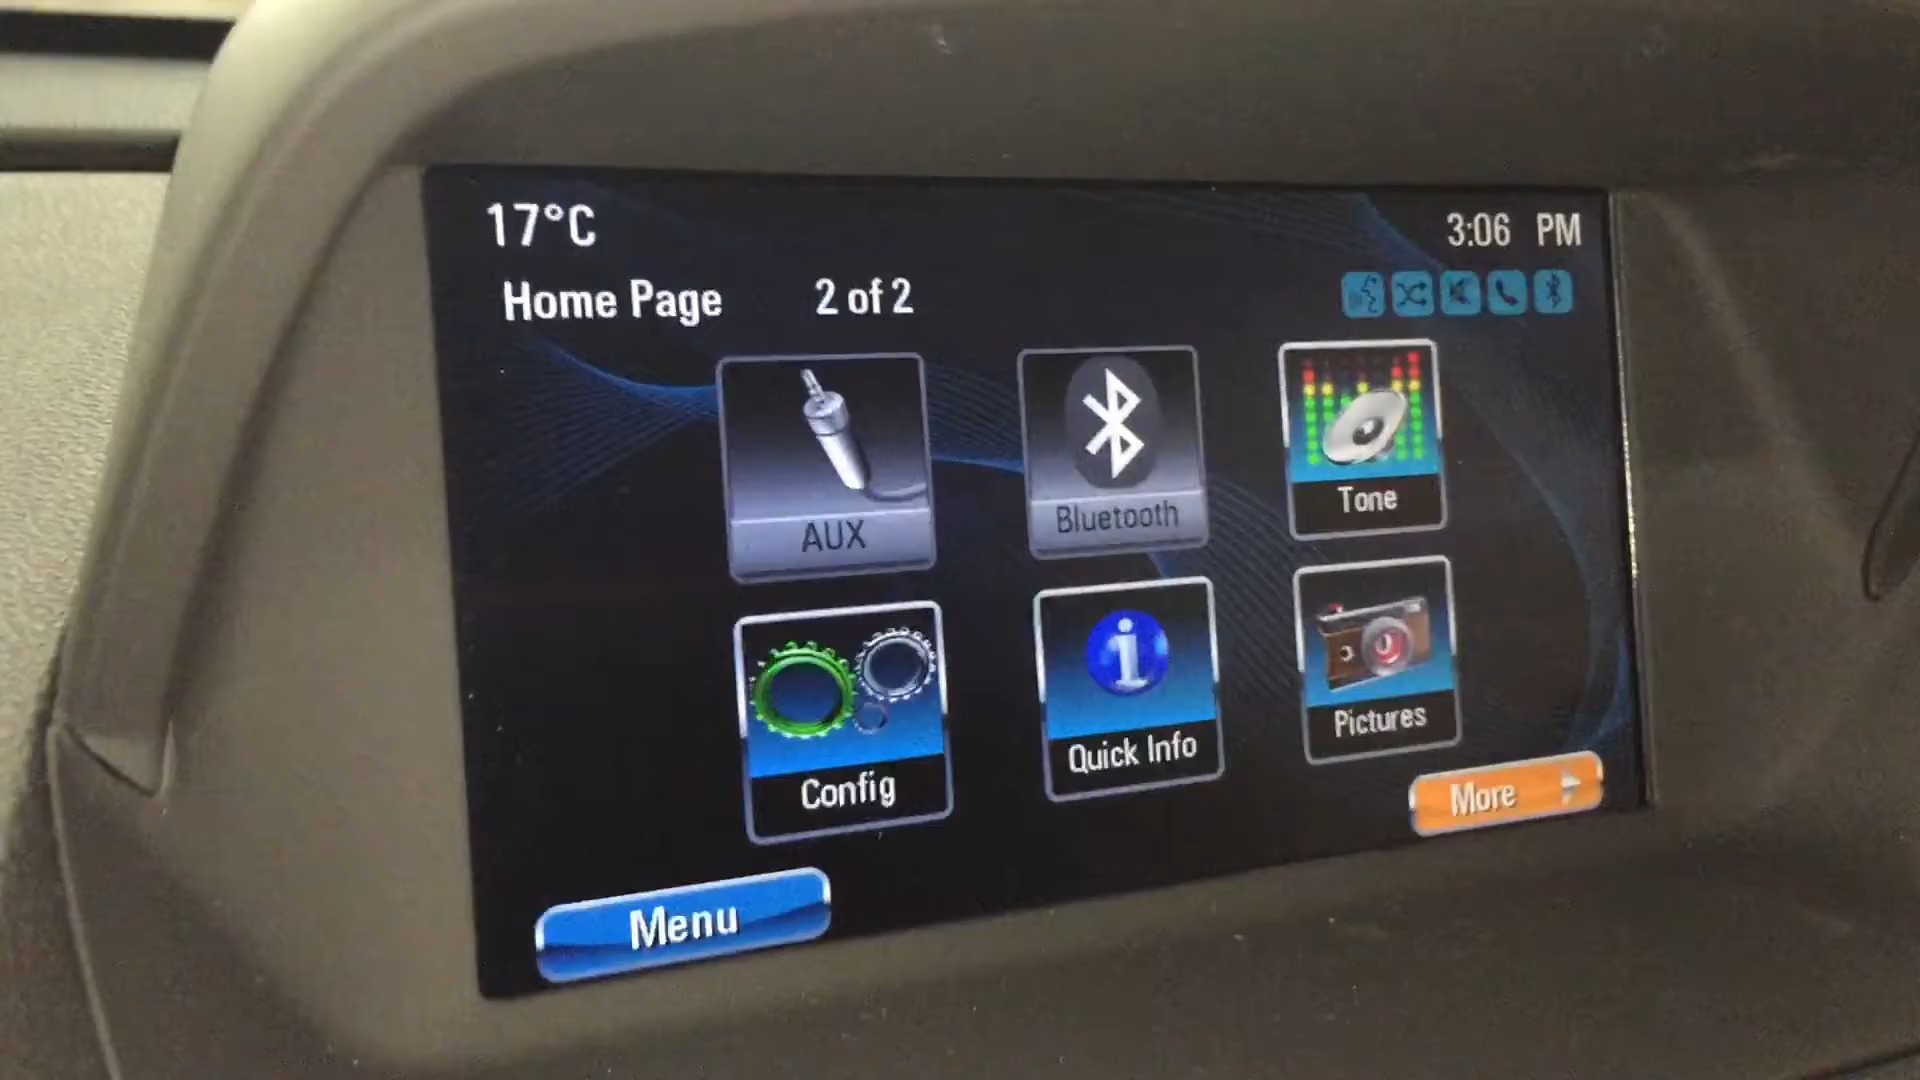 17°C
3:06 PM
Home Page 2 of 2
AUX
Bluetooth
Tone
Config
Quick Info
Pictures
More
Menu